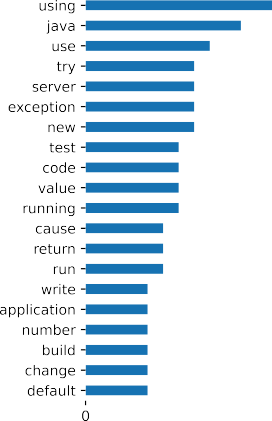 using
java
use
try
server
exception
new
test
code
value
running
cause
return
run
write
application
number
build
change
default
0